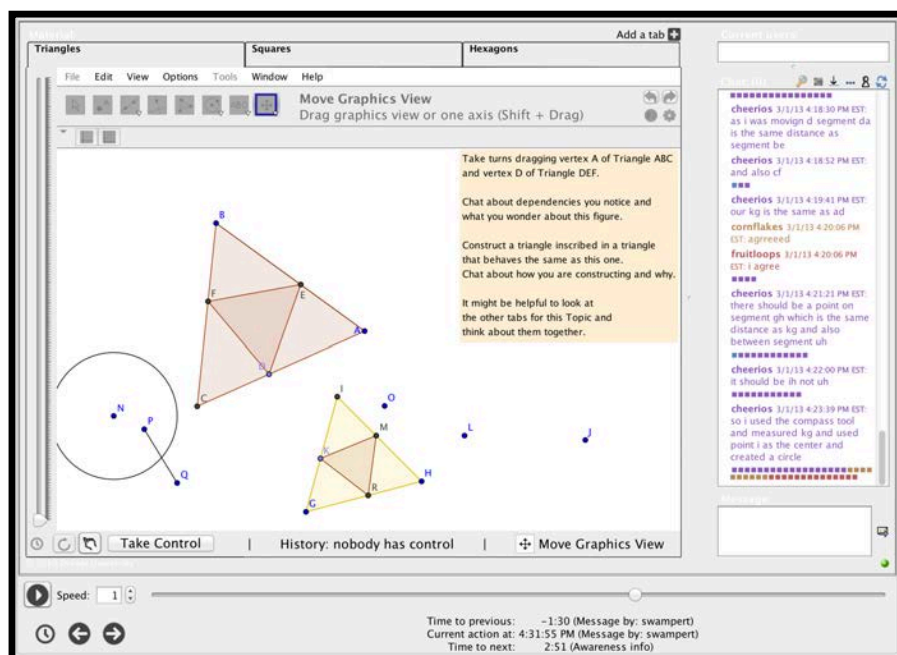 Material
Add a tab
Current users
Triangles
Squares
Hexagons
File Edit View Options Tools Window Help
Move Graphics View
Drag graphics view or one axis (Shift + Drag)
Take turns dragging vertex A of Triangle ABC
and vertex D of Triangle DEF.
Chat about dependencies you notice and
what you wonder about this figure.
Construct a triangle inscribed in a triangle
that behaves the same as this one.
Chat about how you are constructing and why.
It might be helpful to look at
the other tabs for this Topic and
think about them together.
B
F
E
A
D
C
N
P
Q
I
O
M
L
J
K
H
G
R
cheerios 3/1/13 4:18:30 PM EST:
as i was movign d segment da
is the same distance as
segment be
cheerios 3/1/13 4:18:52 PM EST:
and also cf
cheerios 3/1/13 4:19:41 PM EST:
our kg is the same as ad
cornflakes 3/1/13 4:20:06 PM
EST: agrreeed
fruitloops 3/1/13 4:20:06 PM
EST: i agree
cheerios 3/1/13 4:21:21 PM EST:
there should be a point on
segment gh which is the same
distance as kg and also
between segment uh
cheerios 3/1/13 4:22:00 PM EST:
it should be ih not uh
cheerios 3/1/13 4:23:39 PM EST:
so i used the compass tool
and measured kg and used
point i as the center and
created a circle
Message
Take Control | History: nobody has control | Move Graphics View
Speed: 1
Time to previous: -1:30 (Message by: swampert)
Current action at: 4:31:55 PM (Message by: swampert)
Time to next: 2:51 (Awareness info)